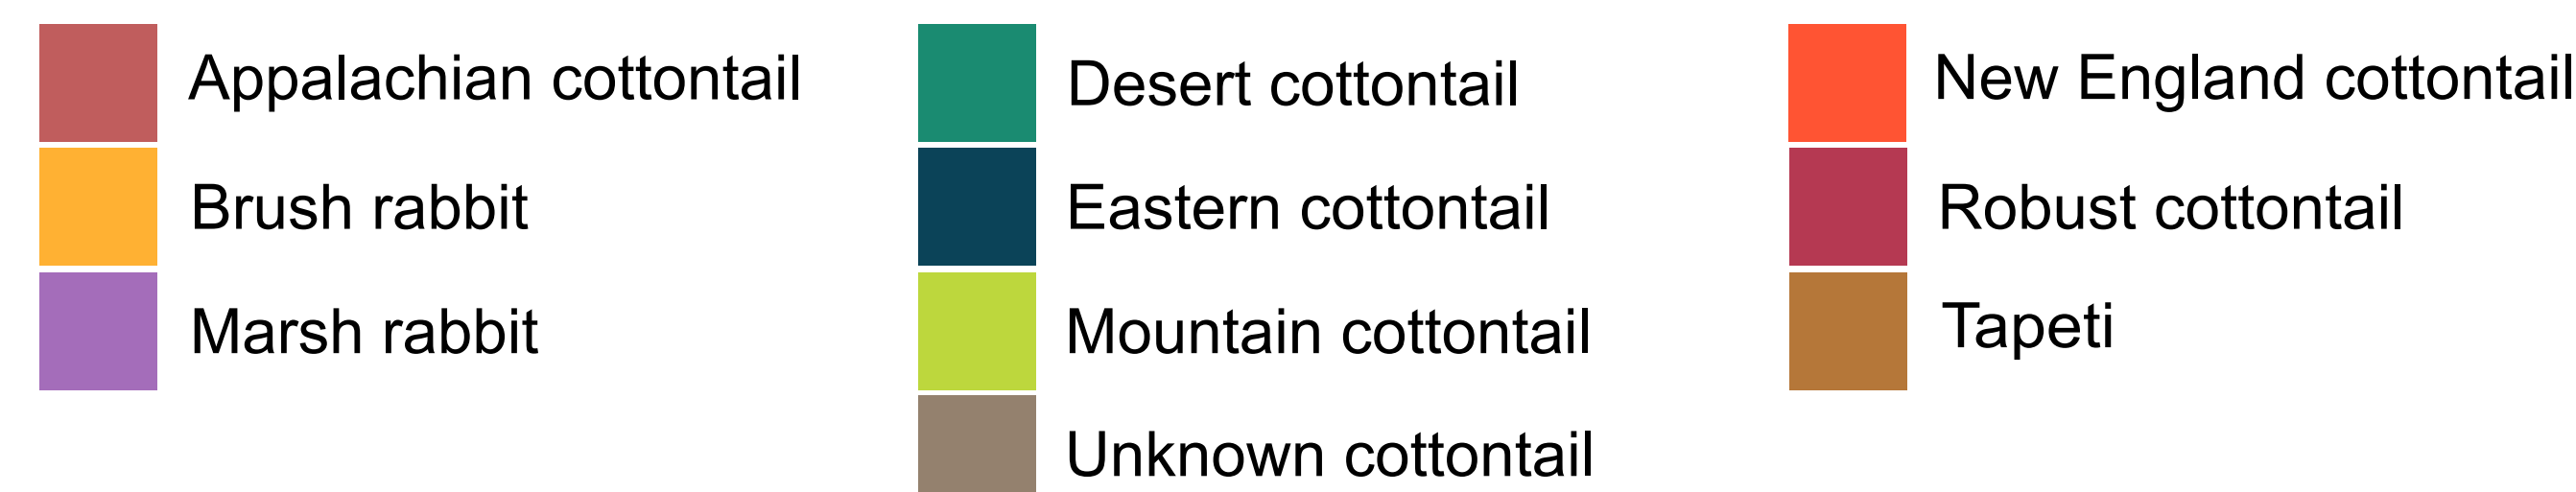 Appalachian cottontail
Brush rabbit
Marsh rabbit
Desert cottontail
Eastern cottontail
Mountain cottontail
Unknown cottontail
New England cottontail
Robust cottontail
Tapeti